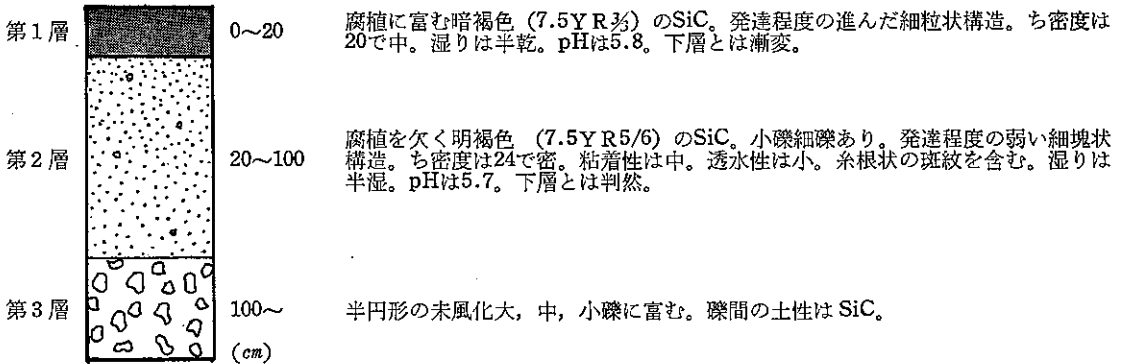 第1層
0〜20
腐植に富む暗褐色(7.5YR3/3)のSiC。発達程度の進んだ細粒状構造。ち密度は
20で中。湿りは半乾。pHは5.8。下層とは漸変。
第2層
20〜100
腐植を欠く明褐色 (7.5YR5/6)のSiC。小礫細礫あり。発達程度の弱い細塊状
構造。ち密度は24で密。粘着性は中。透水性は小。糸根状の斑紋を含む。湿りは
半湿。pHは5.7。下層とは判然。
第3層
100〜
半円形の未風化大,中,小礫に富む。礫間の土性はSiC。
(cm)